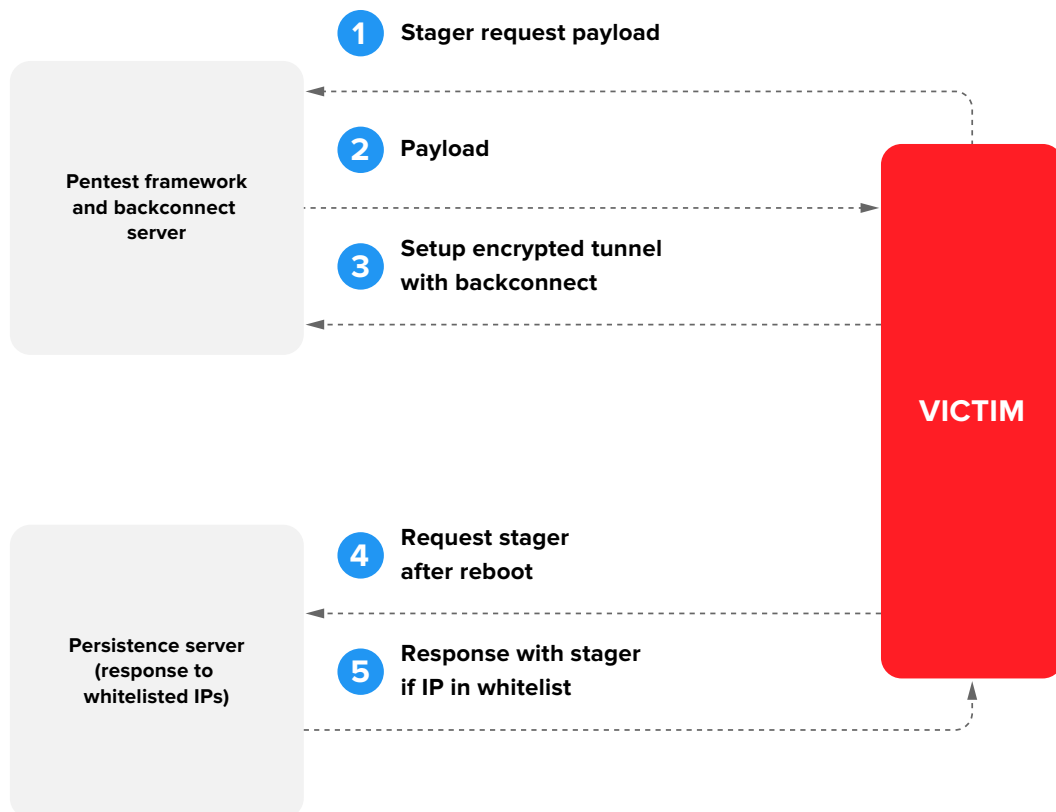 1
Stager request payload
2
Payload
Pentest framework
and backconnect
server
3
Setup encrypted tunnel
with backconnect
VICTIM
4
Request stager
after reboot
Persistence server
(response to
whitelisted IPs)
5
Response with stager
if IP in whitelist